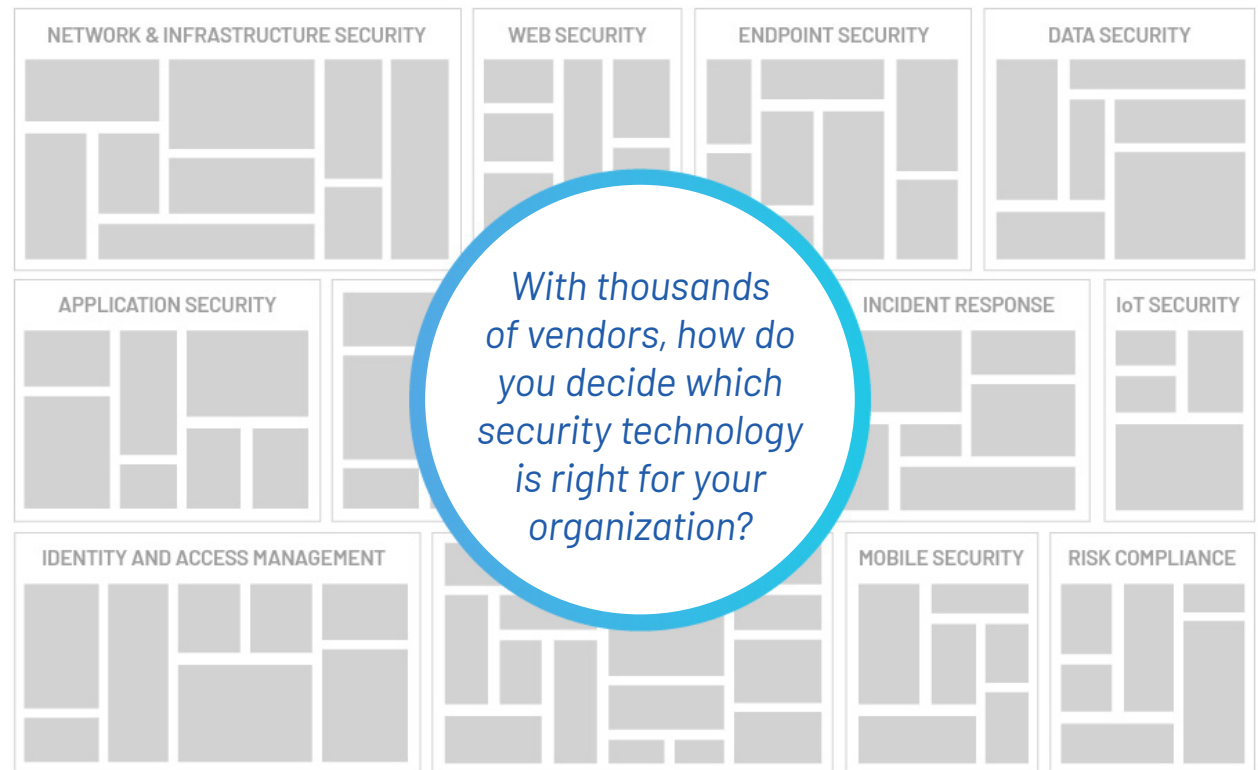 NETWORK & INFRASTRUCTURE SECURITY
WEB SECURITY
ENDPOINT SECURITY
DATA SECURITY
APPLICATION SECURITY
INCIDENT RESPONSE
IoT SECURITY
With thousands
of vendors, how do
you decide which
security technology
is right for your
organization?
IDENTITY AND ACCESS MANAGEMENT
MOBILE SECURITY
RISK COMPLIANCE